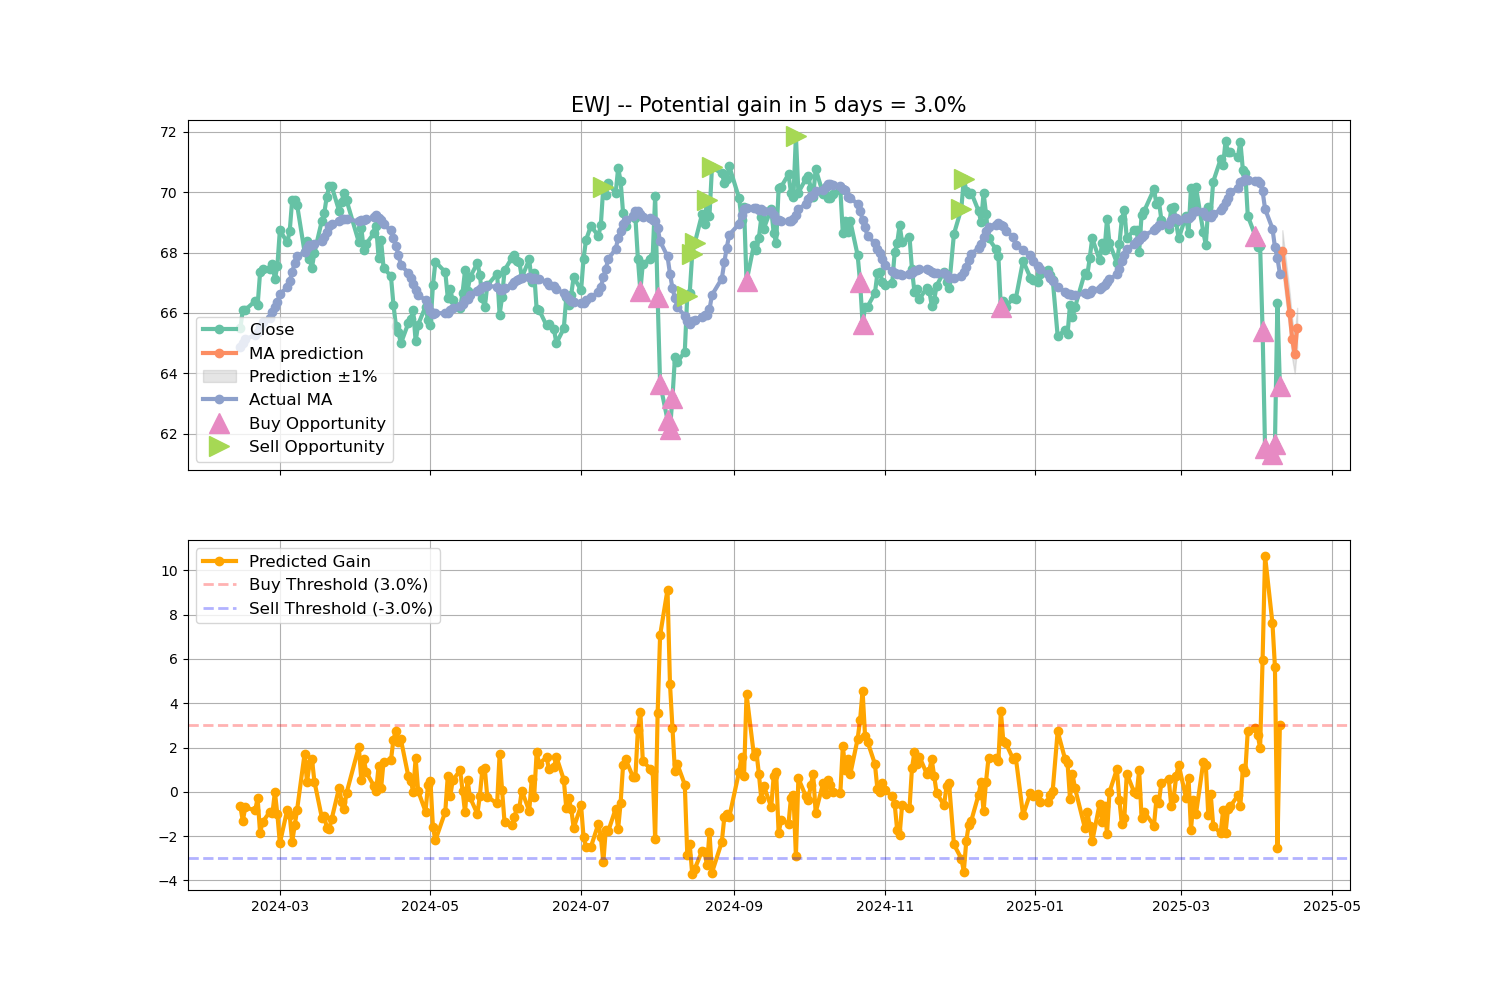 EWJ -- Potential gain in 5 days = 3.0%
72
70
68
66
64
62
Close
MA prediction
Prediction ±1%
Actual MA
Buy Opportunity
Sell Opportunity
10
8
6
4
2
0
−2
−4
Predicted Gain
Buy Threshold (3.0%)
Sell Threshold (-3.0%)
2024-03 2024-05 2024-07 2024-09 2024-11 2025-01 2025-03 2025-05